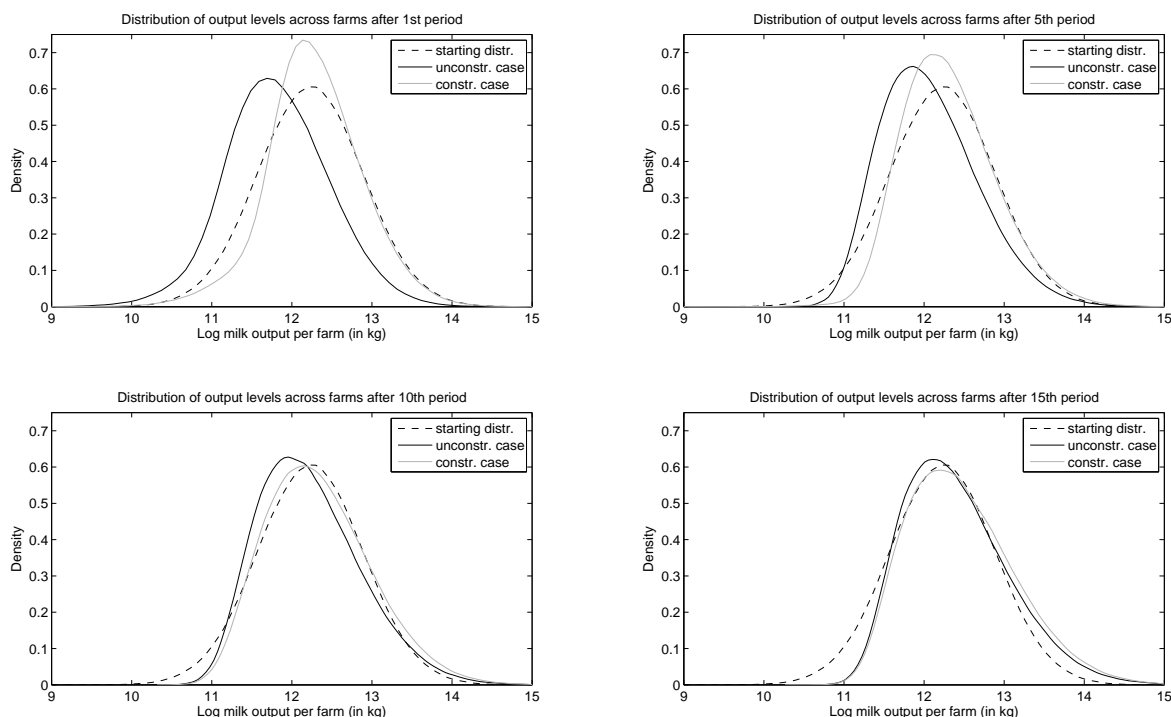 Distribution of output levels across farms after 1st period
0.7
0.6
0.5
0.4
0.3
0.2
0.1
0
Density
starting distr.
unconstr. case
constr. case
9 10 11 12 13 14 15
Log milk output per farm (in kg)
Distribution of output levels across farms after 5th period
0.7
0.6
0.5
0.4
0.3
0.2
0.1
0
Density
starting distr.
unconstr. case
constr. case
9 10 11 12 13 14 15
Log milk output per farm (in kg)
Distribution of output levels across farms after 10th period
0.7
0.6
0.5
0.4
0.3
0.2
0.1
0
Density
starting distr.
unconstr. case
constr. case
9 10 11 12 13 14 15
Log milk output per farm (in kg)
Distribution of output levels across farms after 15th period
0.7
0.6
0.5
0.4
0.3
0.2
0.1
0
Density
starting distr.
unconstr. case
constr. case
9 10 11 12 13 14 15
Log milk output per farm (in kg)